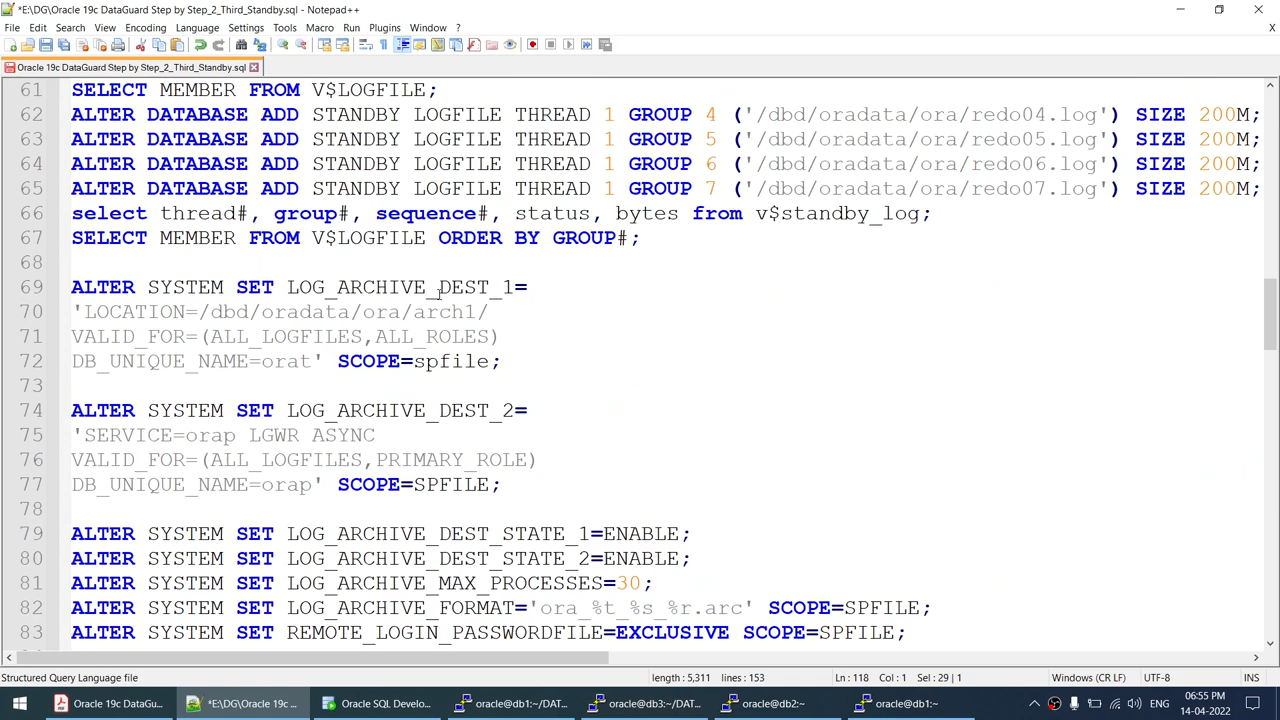 *E:\DG\Oracle 19c DataGuard Step by Step_2_Third_Standby.sql - Notepad++
File Edit Search View Encoding Language Settings Tools Macro Run Plugins Window ?
Oracle 19c DataGuard Step by Step_2_Third_Standby.sql
61 SELECT MEMBER FROM V$LOGFILE;
62 ALTER DATABASE ADD STANDBY LOGFILE THREAD 1 GROUP 4 ('/dbd/oradata/ora/redo04.log') SIZE 200M;
63 ALTER DATABASE ADD STANDBY LOGFILE THREAD 1 GROUP 5 ('/dbd/oradata/ora/redo05.log') SIZE 200M;
64 ALTER DATABASE ADD STANDBY LOGFILE THREAD 1 GROUP 6 ('/dbd/oradata/ora/redo06.log') SIZE 200M;
65 ALTER DATABASE ADD STANDBY LOGFILE THREAD 1 GROUP 7 ('/dbd/oradata/ora/redo07.log') SIZE 200M;
66 select thread#, group#, sequence#, status, bytes from v$standby_log;
67 SELECT MEMBER FROM V$LOGFILE ORDER BY GROUP#;
68
69 ALTER SYSTEM SET LOG_ARCHIVE_DEST_1=
70 'LOCATION=/dbd/oradata/ora/arch1/
71 VALID_FOR=(ALL_LOGFILES,ALL_ROLES)
72 DB_UNIQUE_NAME=orat' SCOPE=spfile;
73
74 ALTER SYSTEM SET LOG_ARCHIVE_DEST_2=
75 'SERVICE=orap LGWR ASYNC
76 VALID_FOR=(ALL_LOGFILES,PRIMARY_ROLE)
77 DB_UNIQUE_NAME=orap' SCOPE=SPFILE;
78
79 ALTER SYSTEM SET LOG_ARCHIVE_DEST_STATE_1=ENABLE;
80 ALTER SYSTEM SET LOG_ARCHIVE_DEST_STATE_2=ENABLE;
81 ALTER SYSTEM SET LOG_ARCHIVE_MAX_PROCESSES=30;
82 ALTER SYSTEM SET LOG_ARCHIVE_FORMAT='ora_%t_%s_%r.arc' SCOPE=SPFILE;
83 ALTER SYSTEM SET REMOTE_LOGIN_PASSWORDFILE=EXCLUSIVE SCOPE=SPFILE;
Structured Query Language file length : 5,311 lines : 153 Ln : 118 Col : 1 Sel : 29 | 1 Windows (CR LF) UTF-8 INS
Oracle 19c DataGu... *E:\DG\Oracle 19c ... Oracle SQL Develo... oracle@db1:~/DAT... oracle@db3:~/DAT... oracle@db2:~ oracle@db1:~ ENG 06:55 PM
14-04-2022